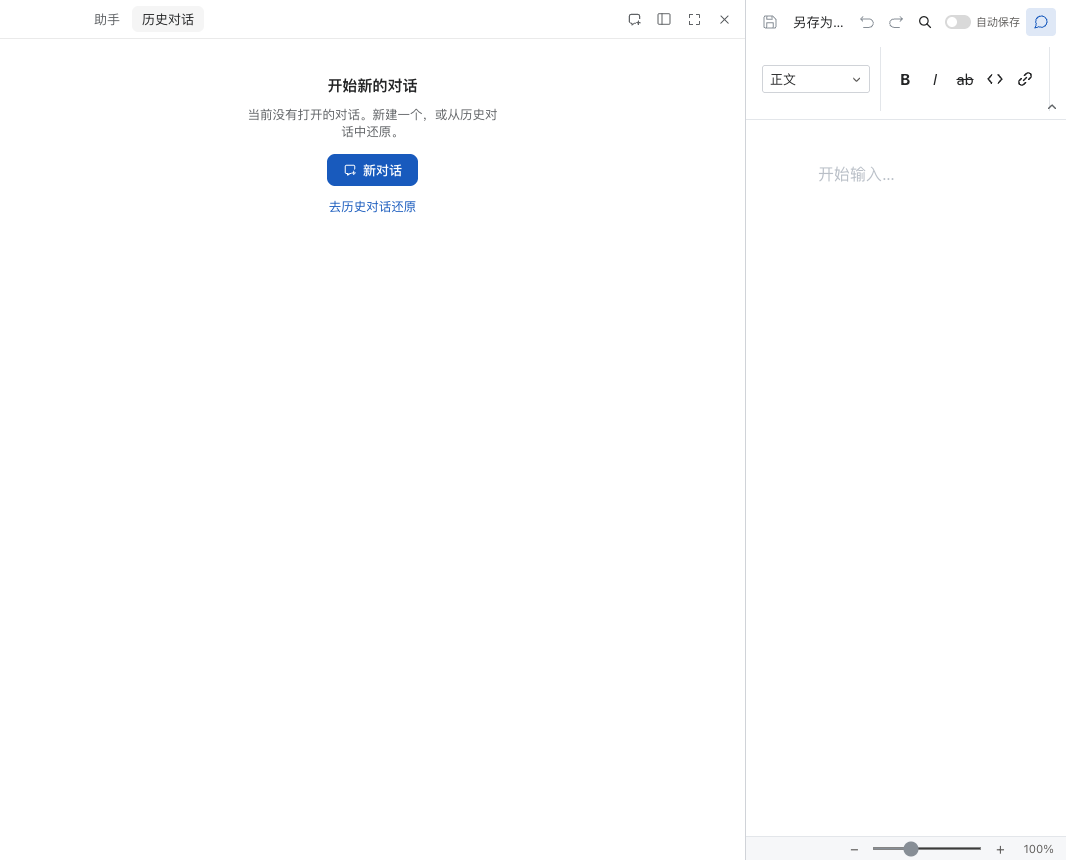 助手 历史对话
另存为... 自动保存
正文 B I ab
开始新的对话
当前没有打开的对话。新建一个，或从历史对
话中还原。
新对话
去历史对话还原
开始输入...
− + 100%